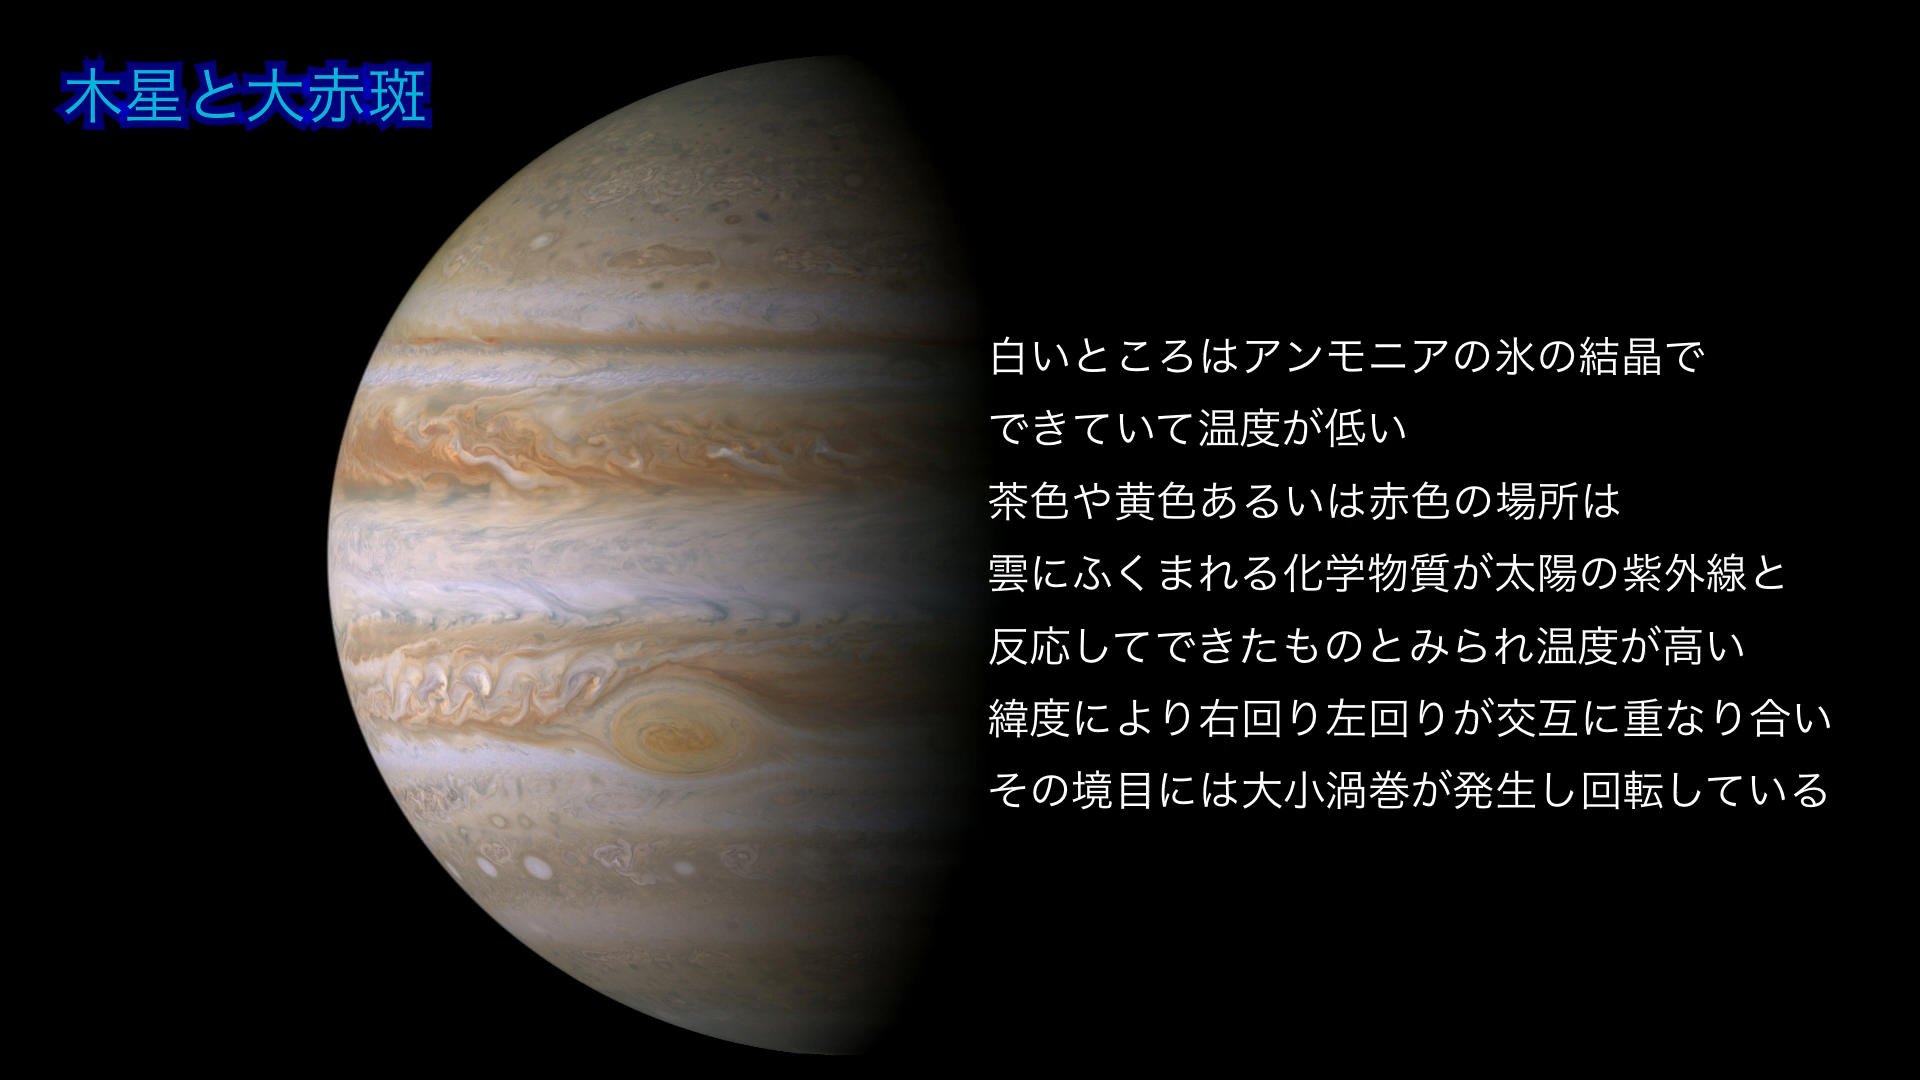 木星と大赤斑
白いところはアンモニアの氷の結晶で
できていて温度が低い
茶色や黄色あるいは赤色の場所は
雲にふくまれる化学物質が太陽の紫外線と
反応してできたものとみられ温度が高い
緯度により右回り左回りが交互に重なり合い
その境目には大小渦巻が発生し回転している